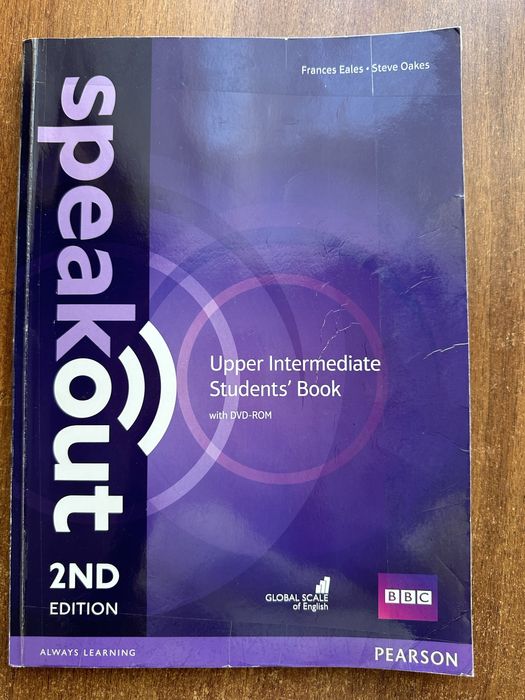 Frances Eales • Steve Oakes
speakout
2ND
EDITION
Upper Intermediate
Students' Book
with DVD-ROM
GLOBAL SCALE
of English
BBC
ALWAYS LEARNING
PEARSON